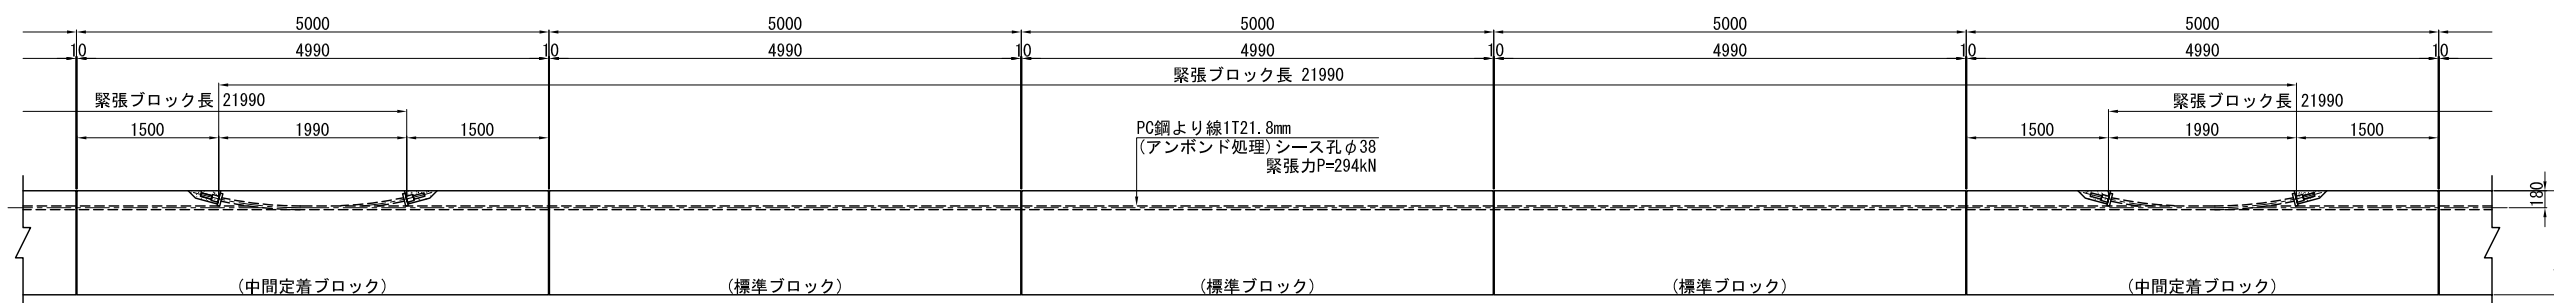 5000 5000 5000 5000 5000
10 4990 10 4990 10 4990 10 4990 10 4990 10
緊張ブロック長 21990
緊張ブロック長 21990
緊張ブロック長 21990
1500 1990 1500
1500 1990 1500
PC鋼より線1T21.8mm
(アンボンド処理)シース孔φ38
緊張力P=294kN
180
(中間定着ブロック) (標準ブロック) (標準ブロック) (標準ブロック) (中間定着ブロック)